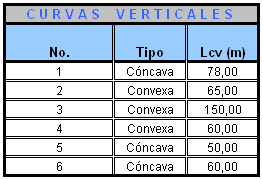 CURVAS VERTICALES
No. Tipo Lcv (m)
1 Cóncava 78,00
2 Convexa 65,00
3 Convexa 150,00
4 Convexa 60,00
5 Cóncava 50,00
6 Cóncava 60,00